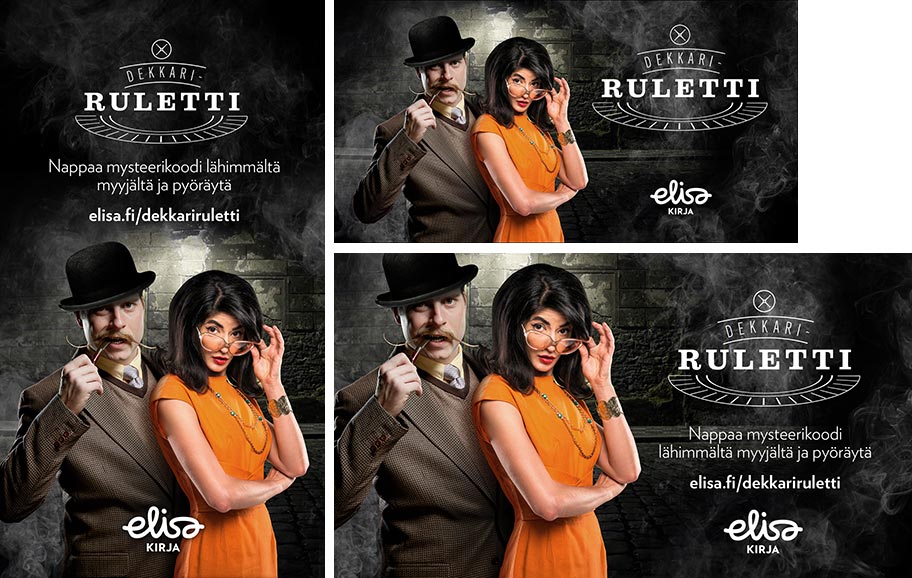 DEKKARI-
RULETTI
Nappaa mysteerikoodi lähimmältä
myyjältä ja pyöräytä
elisa.fi/dekkariruletti
elisa
KIRJA
DEKKARI-
RULETTI
elisa
KIRJA
DEKKARI-
RULETTI
Nappaa mysteerikoodi
lähimmältä myyjältä ja pyöräytä
elisa.fi/dekkariruletti
elisa
KIRJA